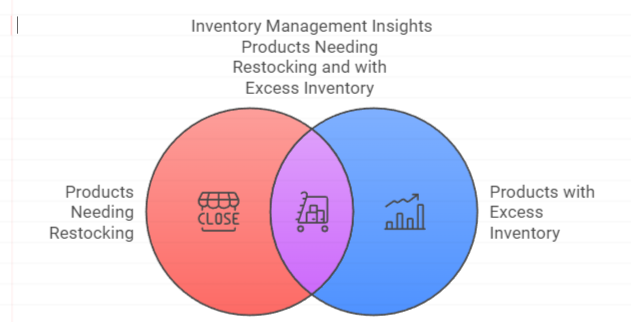 Inventory Management Insights
Products Needing
Restocking and with
Excess Inventory
Products
Needing
Restocking
CLOSE
Products with
Excess
Inventory